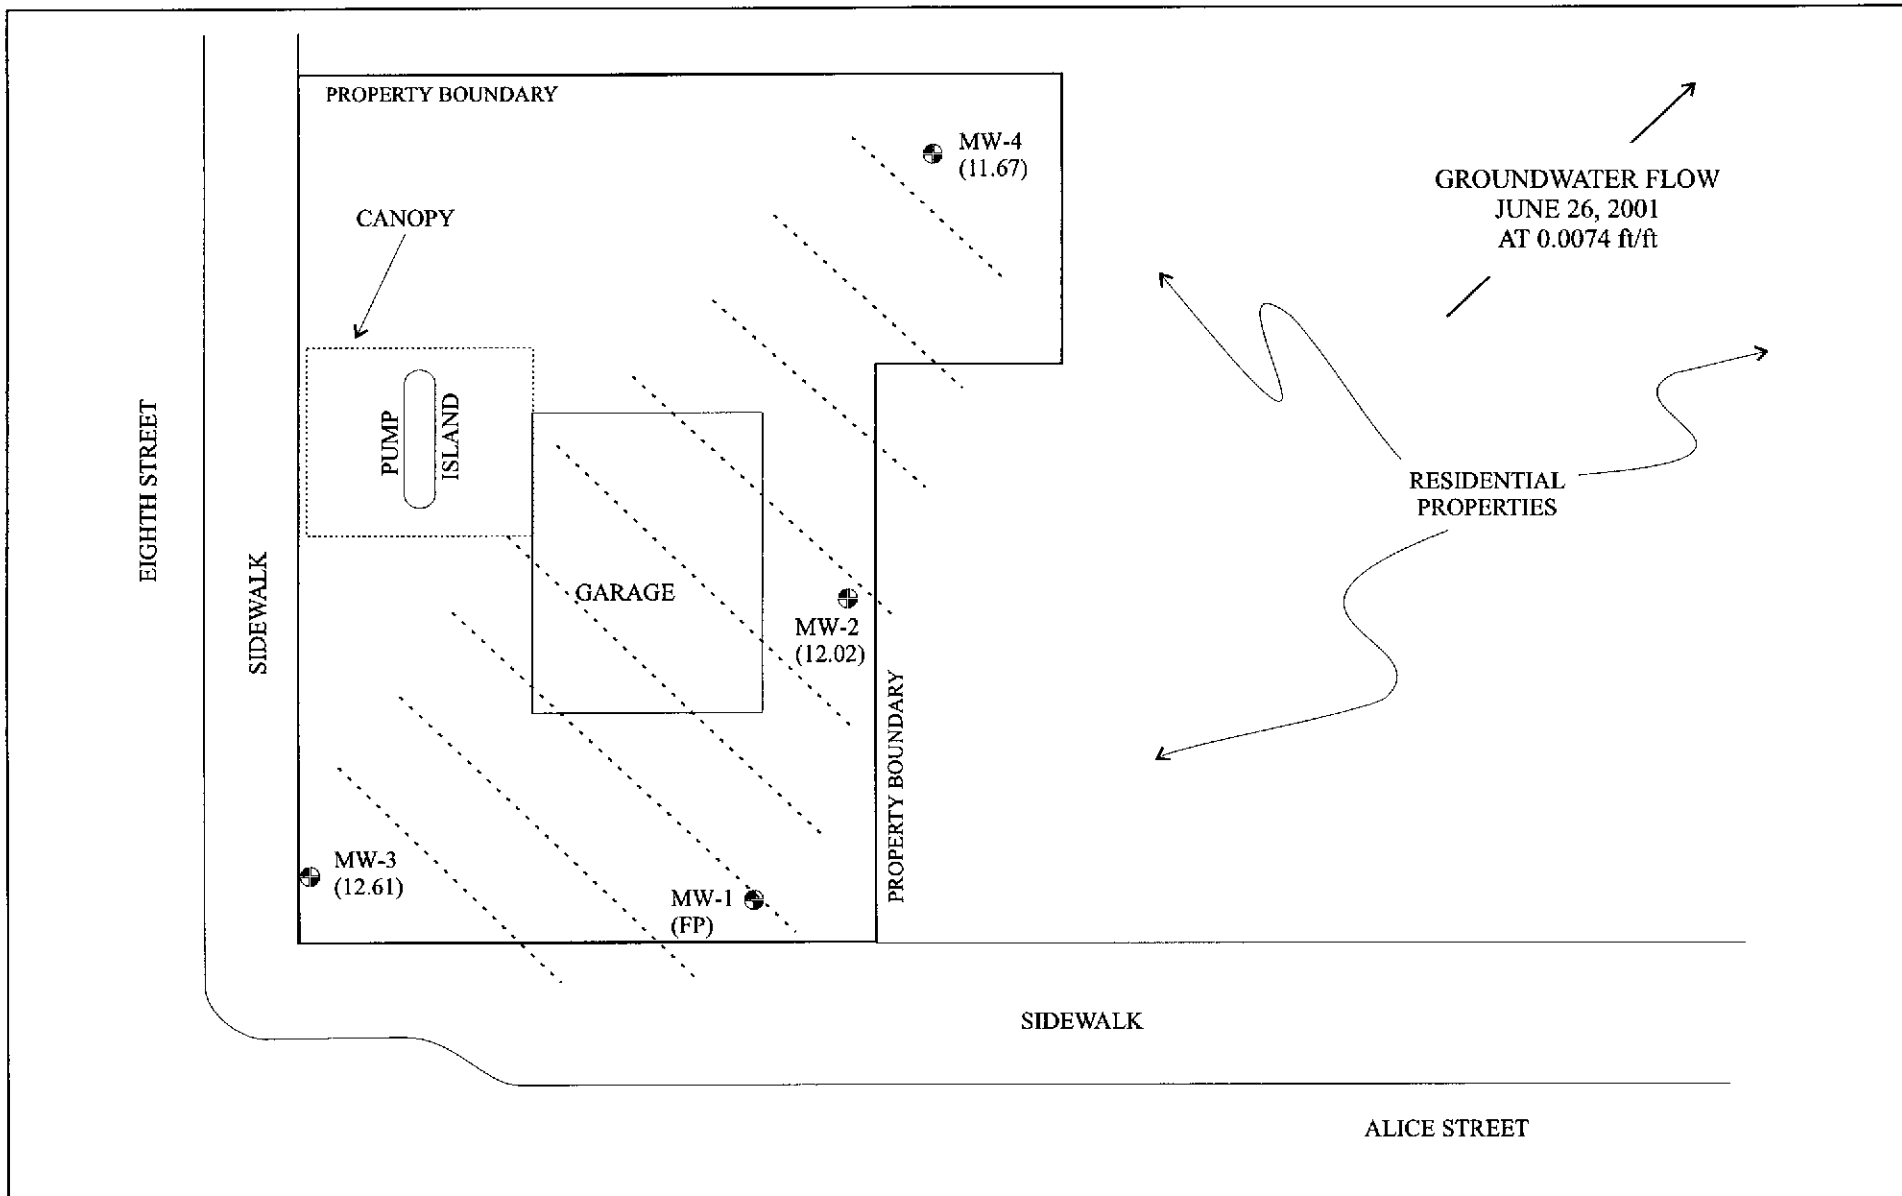 PROPERTY BOUNDARY
MW-4
(11.67)
GROUNDWATER FLOW
JUNE 26, 2001
AT 0.0074 ft/ft
CANOPY
PUMP
ISLAND
EIGHTH STREET
SIDEWALK
GARAGE
MW-2
(12.02)
RESIDENTIAL
PROPERTIES
PROPERTY BOUNDARY
MW-3
(12.61)
MW-1
(FP)
SIDEWALK
ALICE STREET